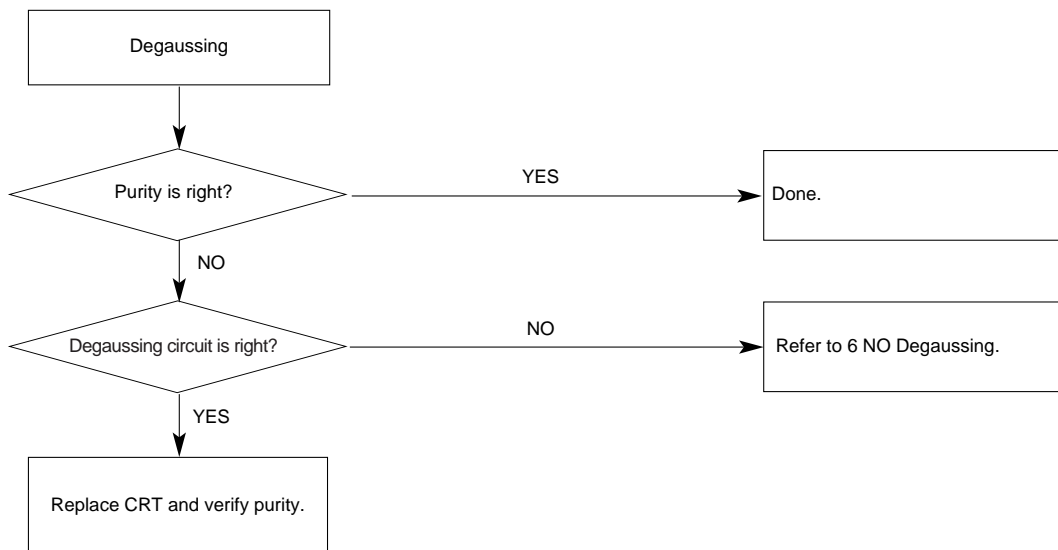 Degaussing
Purity is right?
YES
Done.
NO
Degaussing circuit is right?
NO
Refer to 6 NO Degaussing.
YES
Replace CRT and verify purity.